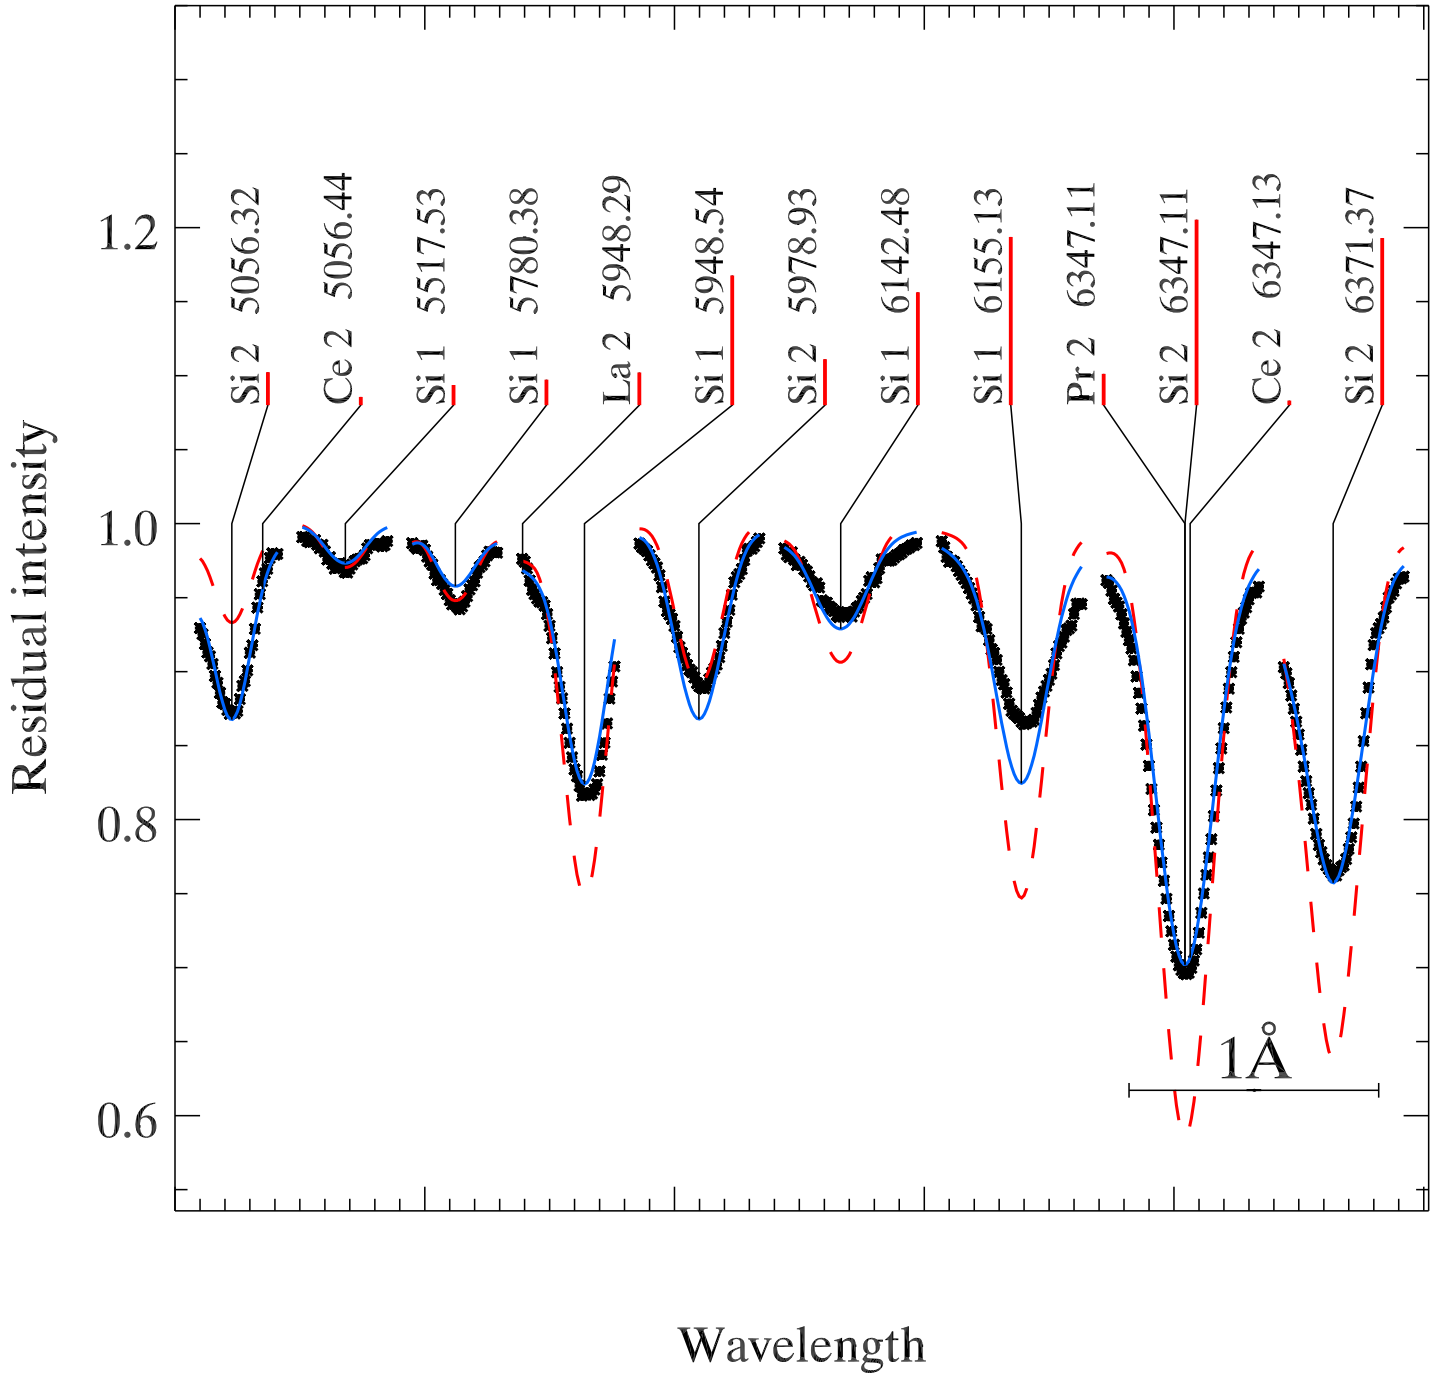 Si 2 5056.32
Ce 2 5056.44
Si 1 5517.53
Si 1 5780.38
La 2 5948.29
Si 1 5948.54
Si 2 5978.93
Si 1 6142.48
Si 1 6155.13
Pr 2 6347.11
Si 2 6347.11
Ce 2 6347.13
Si 2 6371.37
1.2
1.0
0.8
0.6
Residual intensity
1Å
Wavelength